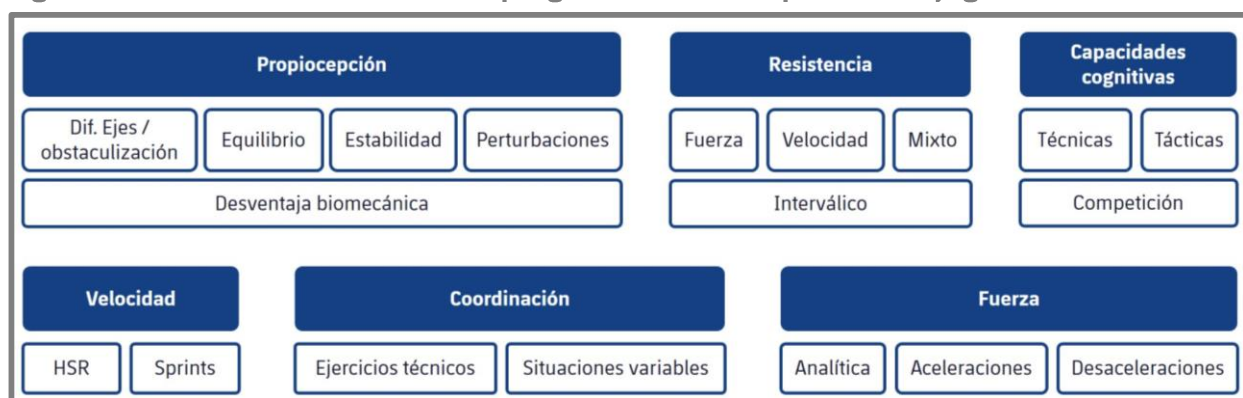 Propiocepción
Resistencia
Capacidades
cognitivas
Dif. Ejes /
obstaculización
Equilibrio
Estabilidad
Perturbaciones
Fuerza
Velocidad
Mixto
Técnicas
Tácticas
Desventaja biomecánica
Interválico
Competición
Velocidad
Coordinación
Fuerza
HSR
Sprints
Ejercicios técnicos
Situaciones variables
Analítica
Aceleraciones
Desaceleraciones